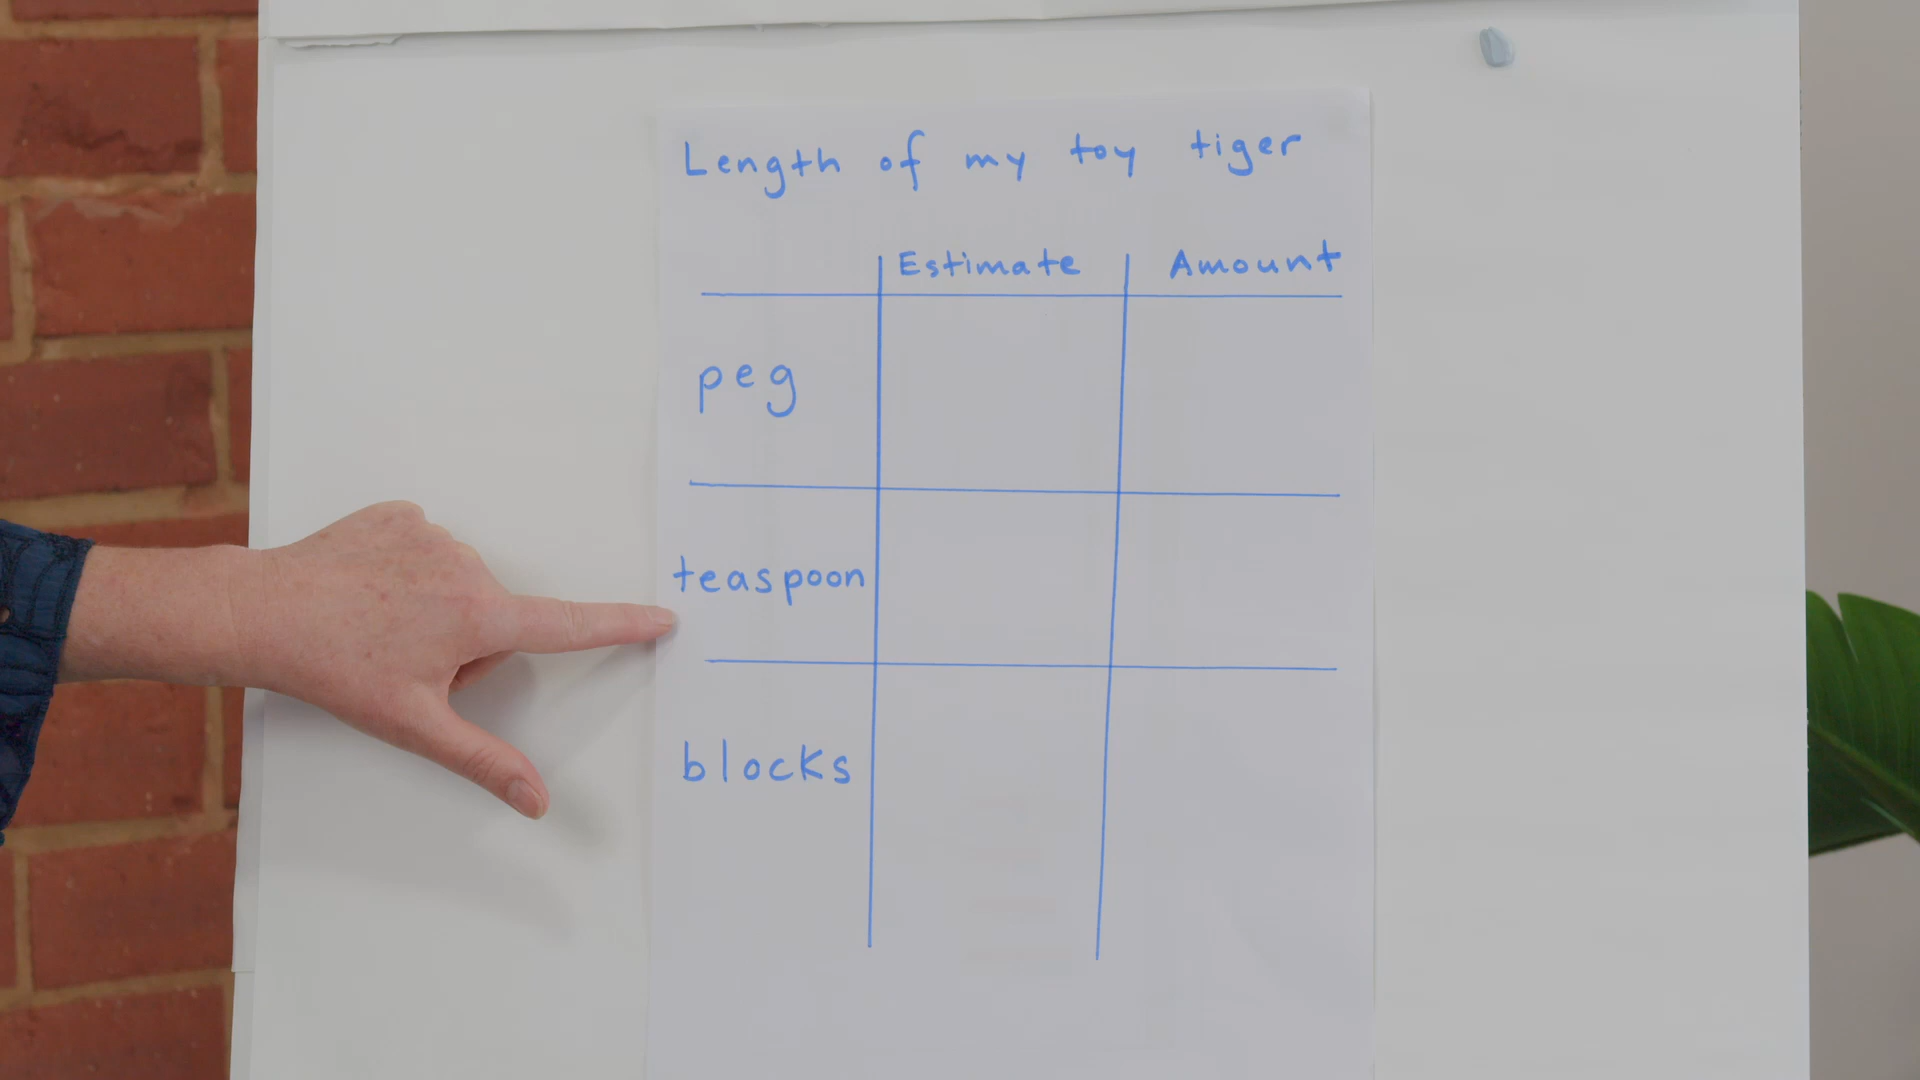 Length of my toy tiger
Estimate Amount
peg
teaspoon
blocks